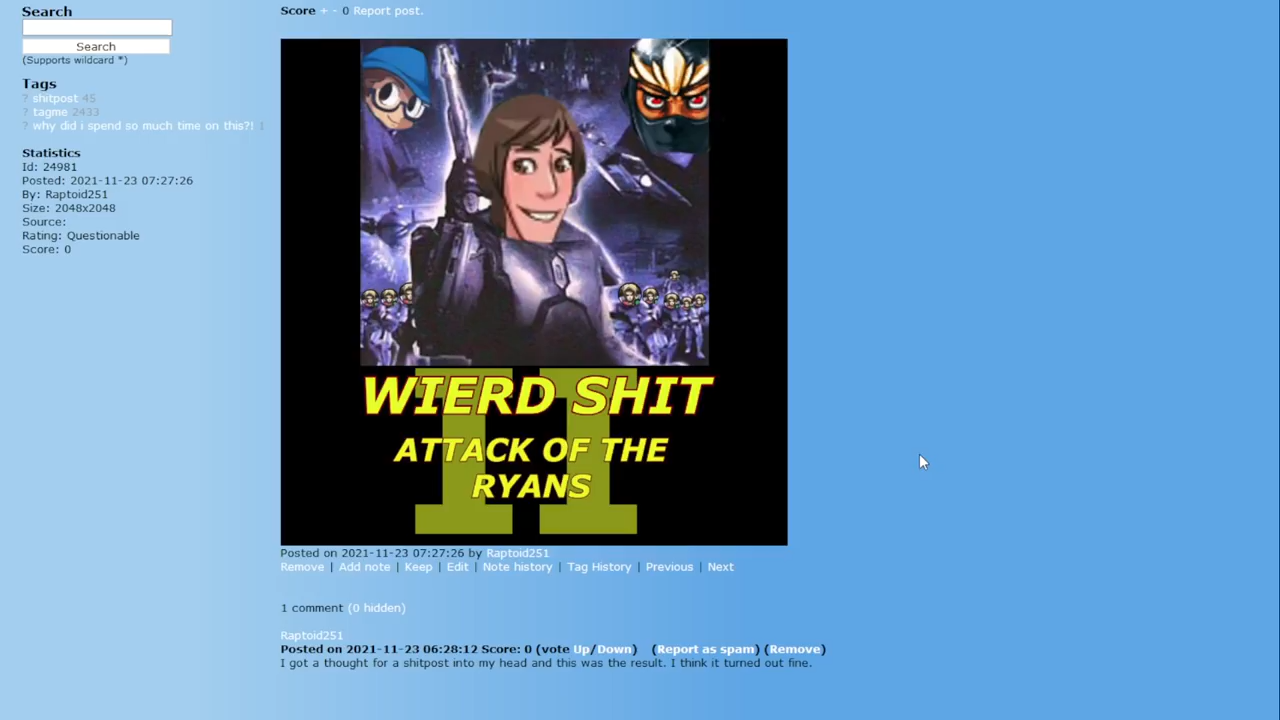 Search
Search
(Supports wildcard *)
Tags
? shitpost 45
? tagme 2433
? why did i spend so much time on this?! 1
Statistics
Id: 24981
Posted: 2021-11-23 07:27:26
By: Raptoid251
Size: 2048x2048
Source:
Rating: Questionable
Score: 0
Score + - 0 Report post.
WIERD SHIT
II
ATTACK OF THE
RYANS
Posted on 2021-11-23 07:27:26 by Raptoid251
Remove | Add note | Keep | Edit | Note history | Tag History | Previous | Next
1 comment (0 hidden)
Raptoid251
Posted on 2021-11-23 06:28:12 Score: 0 (vote Up/Down) (Report as spam) (Remove)
I got a thought for a shitpost into my head and this was the result. I think it turned out fine.